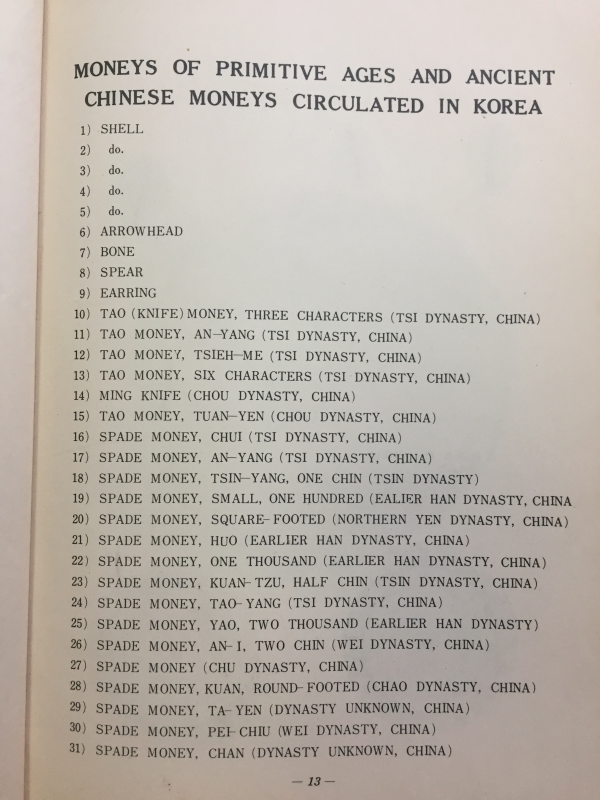 MONEYS OF PRIMITIVE AGES AND ANCIENT
CHINESE MONEYS CIRCULATED IN KOREA
1) SHELL
2) do.
3) do.
4) do.
5) do.
6) ARROWHEAD
7) BONE
8) SPEAR
9) EARRING
10) TAO (KNIFE) MONEY, THREE CHARACTERS (TSI DYNASTY, CHINA)
11) TAO MONEY, AN-YANG (TSI DYNASTY, CHINA)
12) TAO MONEY, TSIEH-ME (TSI DYNASTY, CHINA)
13) TAO MONEY, SIX CHARACTERS (TSI DYNASTY, CHINA)
14) MING KNIFE (CHOU DYNASTY, CHINA)
15) TAO MONEY, TUAN-YEN (CHOU DYNASTY, CHINA)
16) SPADE MONEY, CHUI (TSI DYNASTY, CHINA)
17) SPADE MONEY, AN-YANG (TSI DYNASTY, CHINA)
18) SPADE MONEY, TSIN-YANG, ONE CHIN (TSIN DYNASTY)
19) SPADE MONEY, SMALL, ONE HUNDRED (EALIER HAN DYNASTY, CHINA
20) SPADE MONEY, SQUARE-FOOTED (NORTHERN YEN DYNASTY, CHINA)
21) SPADE MONEY, HUO (EARLIER HAN DYNASTY, CHINA)
22) SPADE MONEY, ONE THOUSAND (EARLIER HAN DYNASTY, CHINA)
23) SPADE MONEY, KUAN-TZU, HALF CHIN (TSIN DYNASTY, CHINA)
24) SPADE MONEY, TAO-YANG (TSI DYNASTY, CHINA)
25) SPADE MONEY, YAO, TWO THOUSAND (EARLIER HAN DYNASTY)
26) SPADE MONEY, AN-I, TWO CHIN (WEI DYNASTY, CHINA)
27) SPADE MONEY (CHU DYNASTY, CHINA)
28) SPADE MONEY, KUAN, ROUND-FOOTED (CHAO DYNASTY, CHINA)
29) SPADE MONEY, TA-YEN (DYNASTY UNKNOWN, CHINA)
30) SPADE MONEY, PEI-CHIU (WEI DYNASTY, CHINA)
31) SPADE MONEY, CHAN (DYNASTY UNKNOWN, CHINA)
— 13 —